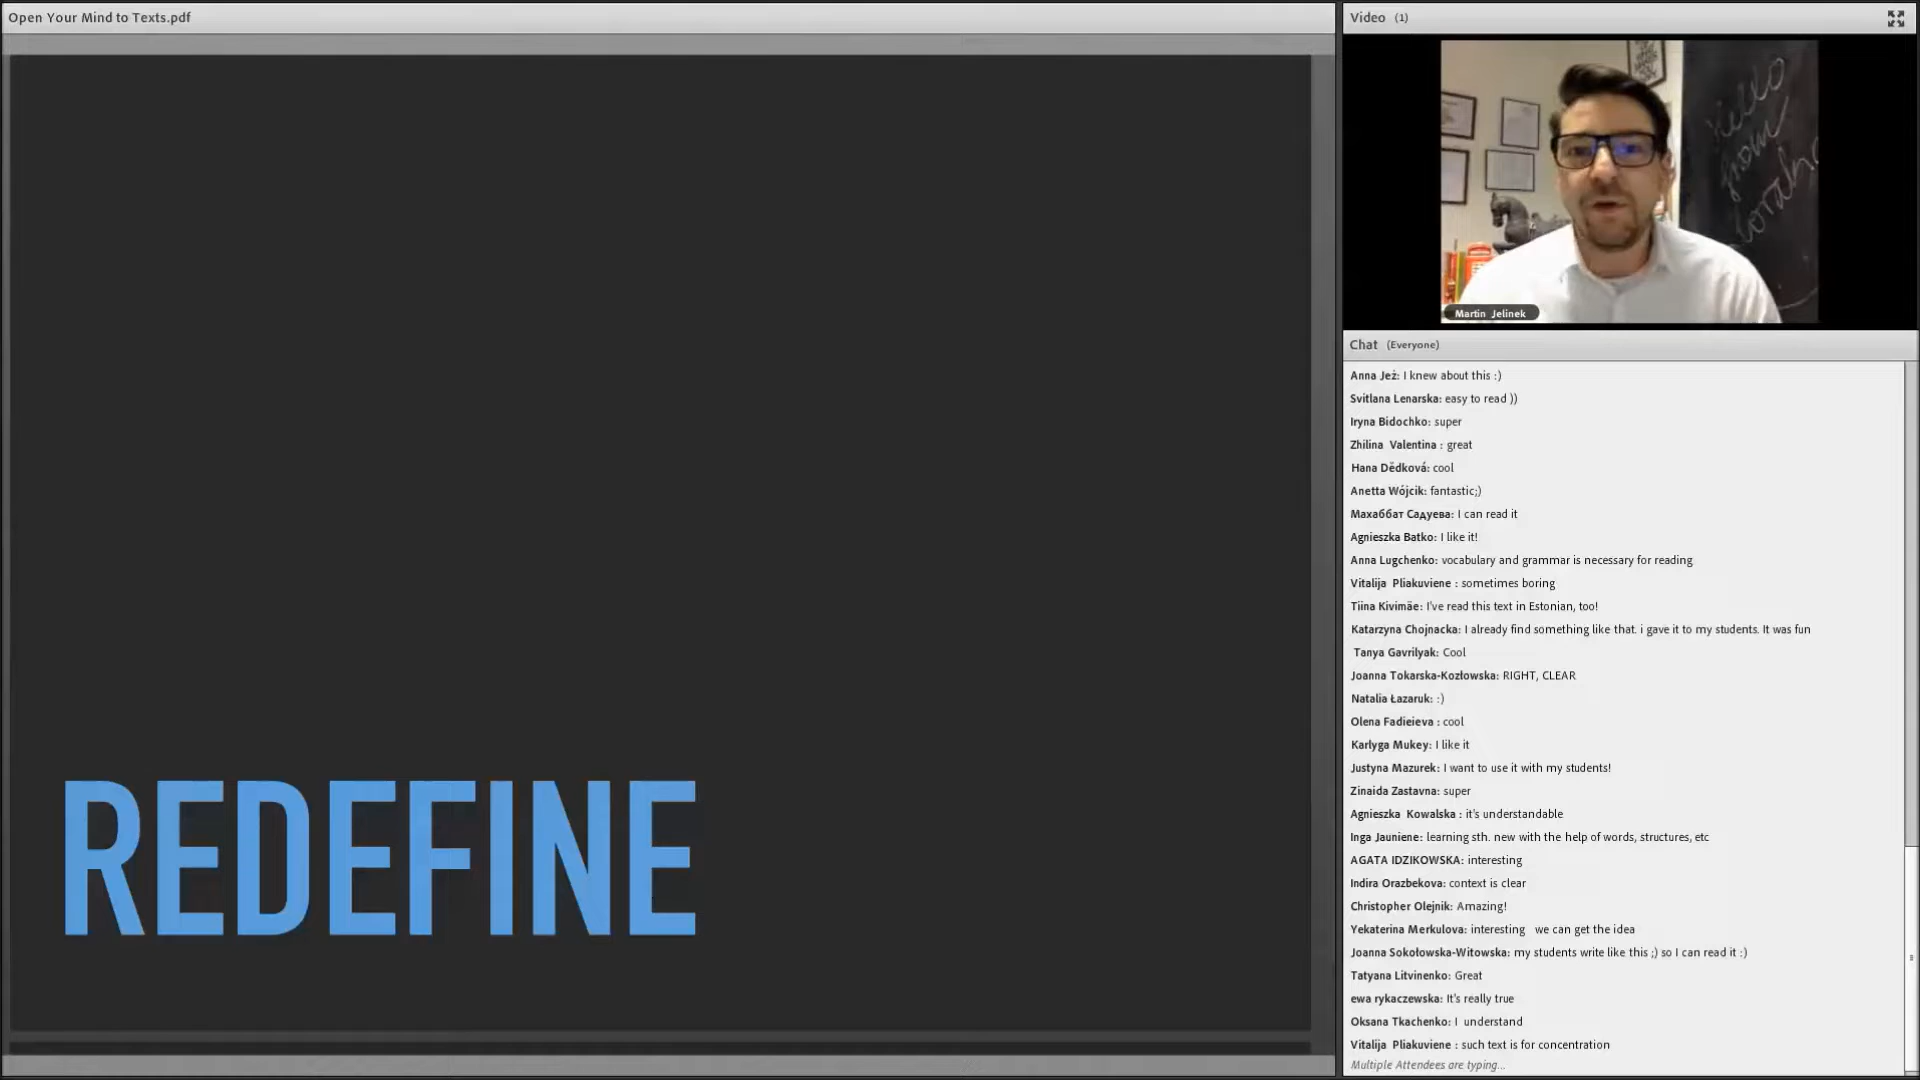 Open Your Mind to Texts.pdf
REDEFINE
Video (1)
Hello
from
Martin Jelinek
Chat (Everyone)
Anna Jeż: I knew about this :)
Svitlana Lenarska: easy to read ))
Iryna Bidochko: super
Zhilina Valentina : great
Hana Dědková: cool
Anetta Wójcik: fantastic;)
Махаббат Садуева: I can read it
Agnieszka Batko: I like it!
Anna Lugchenko: vocabulary and grammar is necessary for reading
Vitalija Pliakuviene : sometimes boring
Tiina Kivimäe: I've read this text in Estonian, too!
Katarzyna Chojnacka: I already find something like that. i gave it to my students. It was fun
Tanya Gavrilyak: Cool
Joanna Tokarska-Kozłowska: RIGHT, CLEAR
Natalia Łazaruk: :)
Olena Fadieieva : cool
Karlyga Mukey: I like it
Justyna Mazurek: I want to use it with my students!
Zinaida Zastavna: super
Agnieszka Kowalska : it's understandable
Inga Jauniene: learning sth. new with the help of words, structures, etc
AGATA IDZIKOWSKA: interesting
Indira Orazbekova: context is clear
Christopher Olejnik: Amazing!
Yekaterina Merkulova: interesting we can get the idea
Joanna Sokołowska-Witowska: my students write like this ;) so I can read it :)
Tatyana Litvinenko: Great
ewa rykaczewska: It's really true
Oksana Tkachenko: I understand
Vitalija Pliakuviene : such text is for concentration
Multiple Attendees are typing...